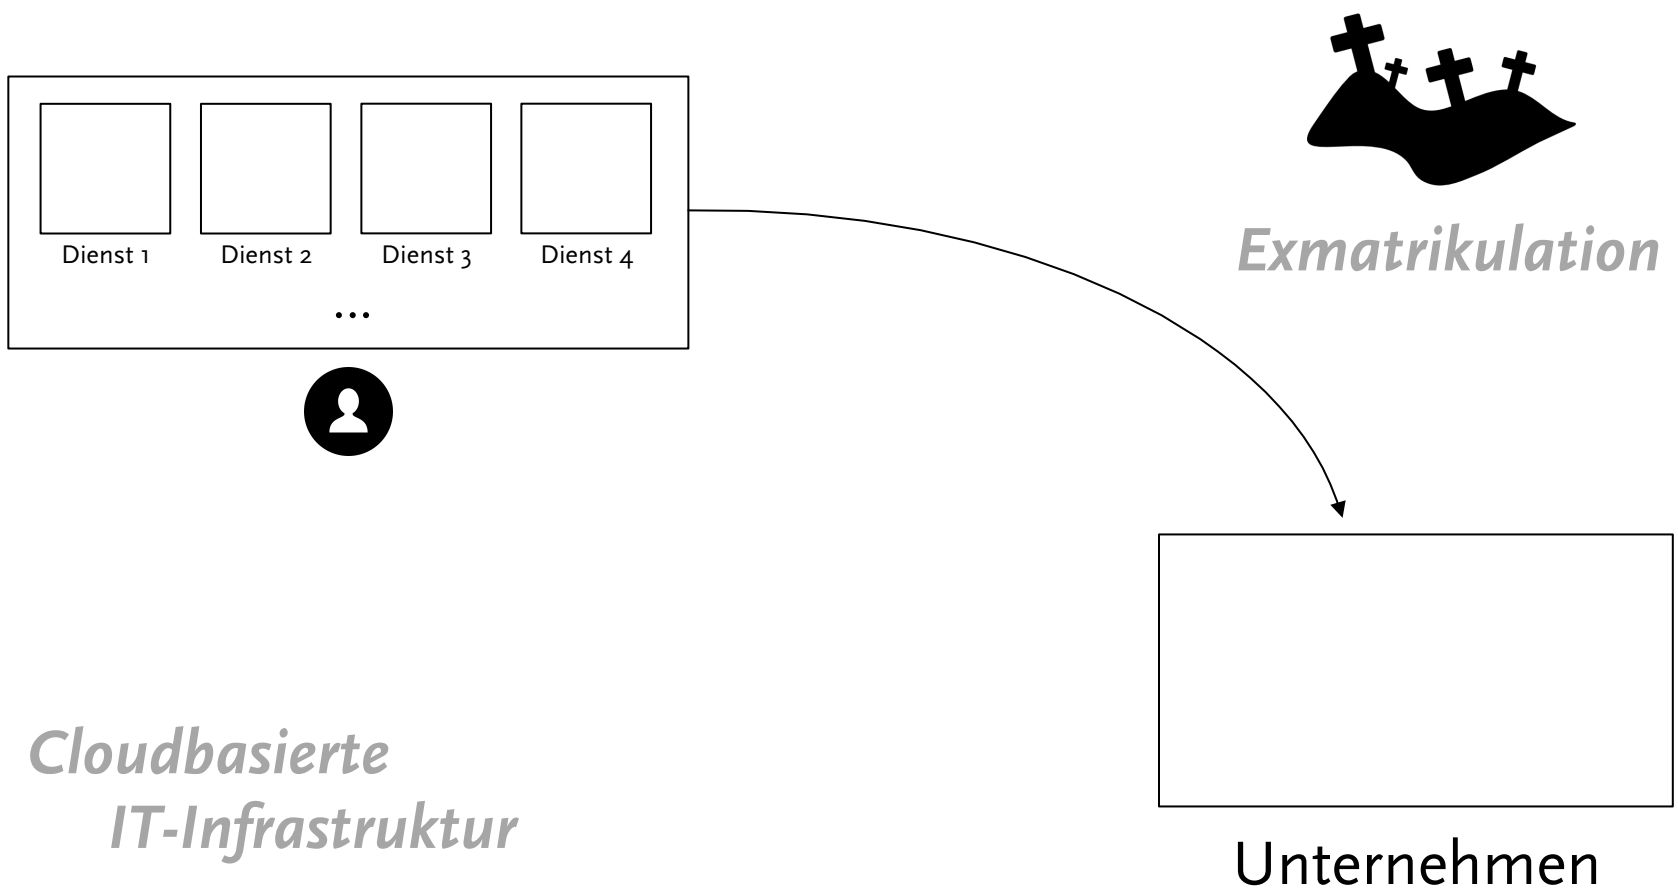 Dienst 1
Dienst 2
Dienst 3
Dienst 4
...
Exmatrikulation
Cloudbasierte
IT-Infrastruktur
Unternehmen